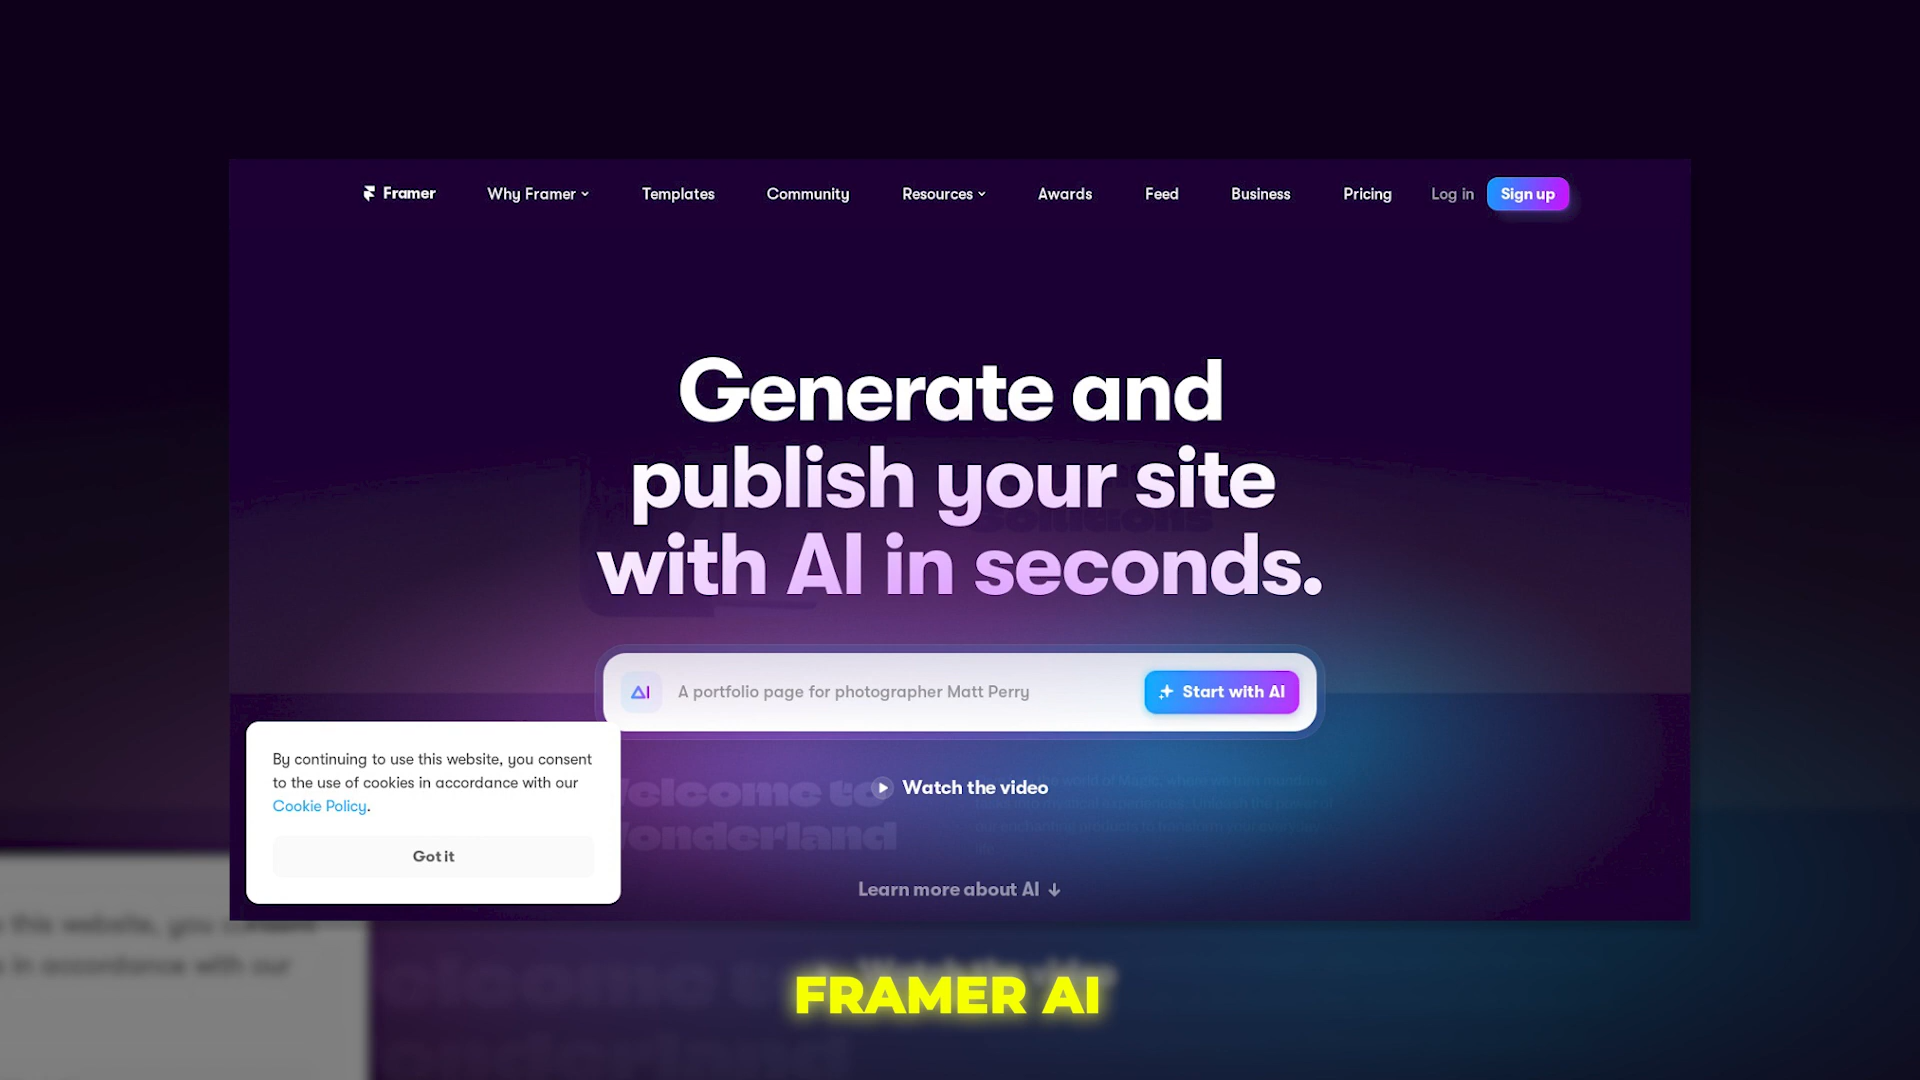 Framer
Why Framer
Templates
Community
Resources
Awards
Feed
Business
Pricing
Log in
Sign up
Generate and
publish your site
with AI in seconds.
AI
A portfolio page for photographer Matt Perry
Start with AI
By continuing to use this website, you consent
to the use of cookies in accordance with our
Cookie Policy.
Got it
Watch the video
Learn more about AI ↓
FRAMER AI